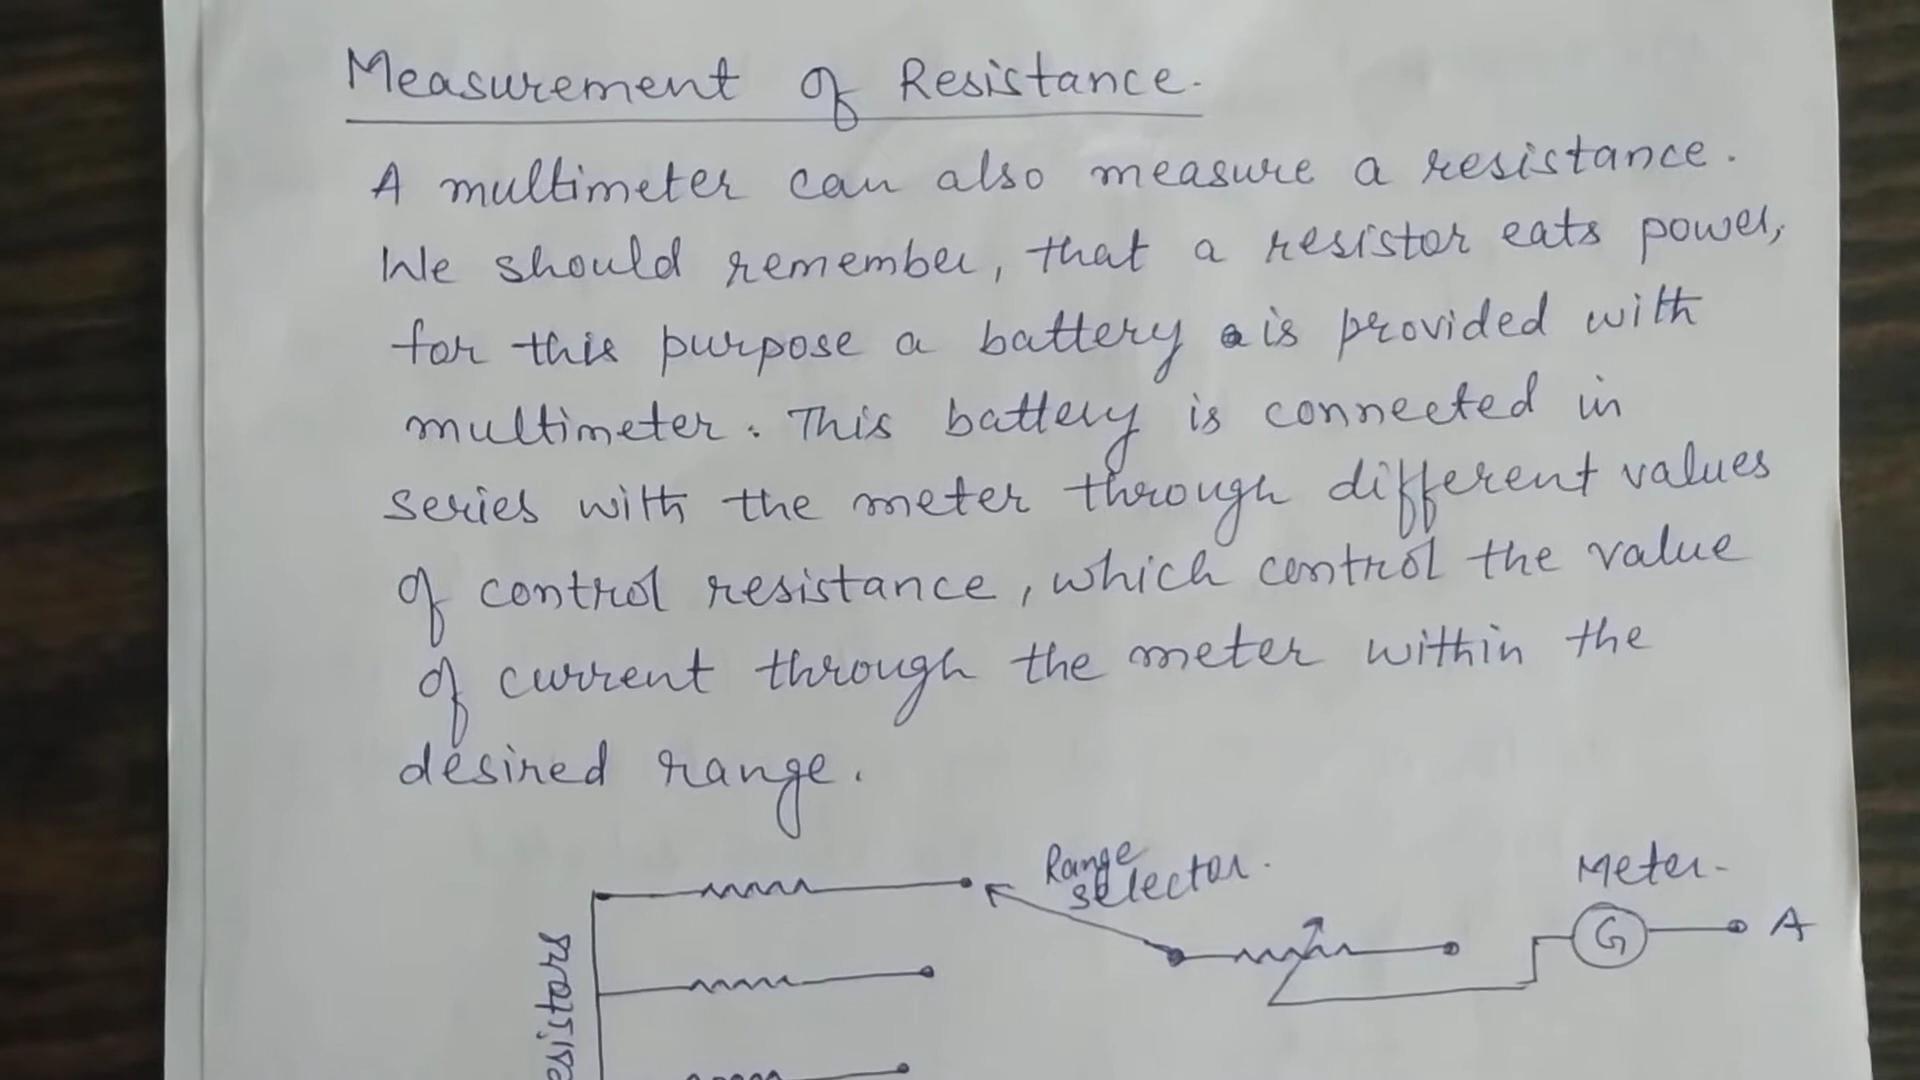 Measurement of Resistance.
A multimeter can also measure a resistance.
We should remember, that a resistor eats power,
for this purpose a battery is provided with
multimeter. This battery is connected in
series with the meter through different values
of control resistance, which control the value
of current through the meter within the
desired range.
Range
selector.
Meter.
G
A